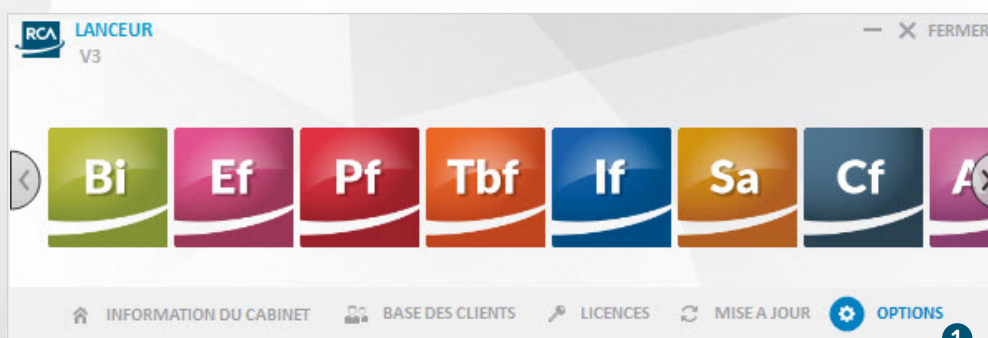 RCA LANCEUR
V3
FERMER
Bi Ef Pf Tbf If Sa Cf A
INFORMATION DU CABINET BASE DES CLIENTS LICENCES MISE A JOUR OPTIONS
1